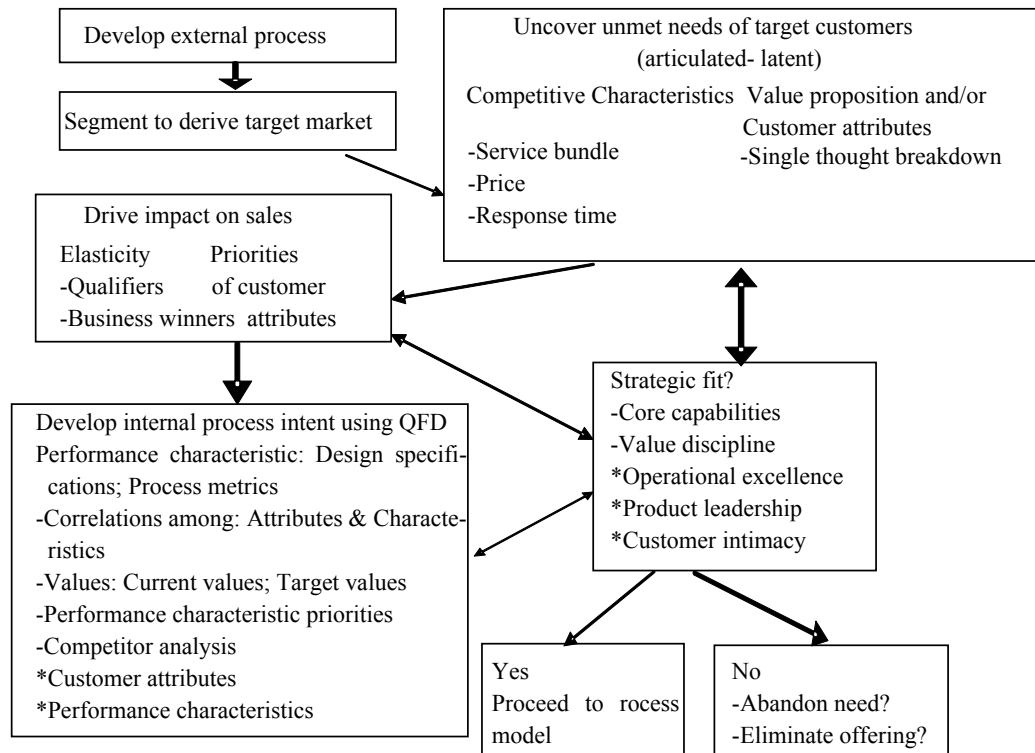 Develop external process
Segment to derive target market
Uncover unmet needs of target customers
(articulated- latent)
Competitive Characteristics
-Service bundle
-Price
-Response time
Value proposition and/or
Customer attributes
-Single thought breakdown
Drive impact on sales
Elasticity
-Qualifiers
-Business winners
Priorities
of customer
attributes
Develop internal process intent using QFD
Performance characteristic: Design specifi-
cations; Process metrics
-Correlations among: Attributes & Characte-
ristics
-Values: Current values; Target values
-Performance characteristic priorities
-Competitor analysis
*Customer attributes
*Performance characteristics
Strategic fit?
-Core capabilities
-Value discipline
*Operational excellence
*Product leadership
*Customer intimacy
Yes
Proceed to rocess
model
No
-Abandon need?
-Eliminate offering?